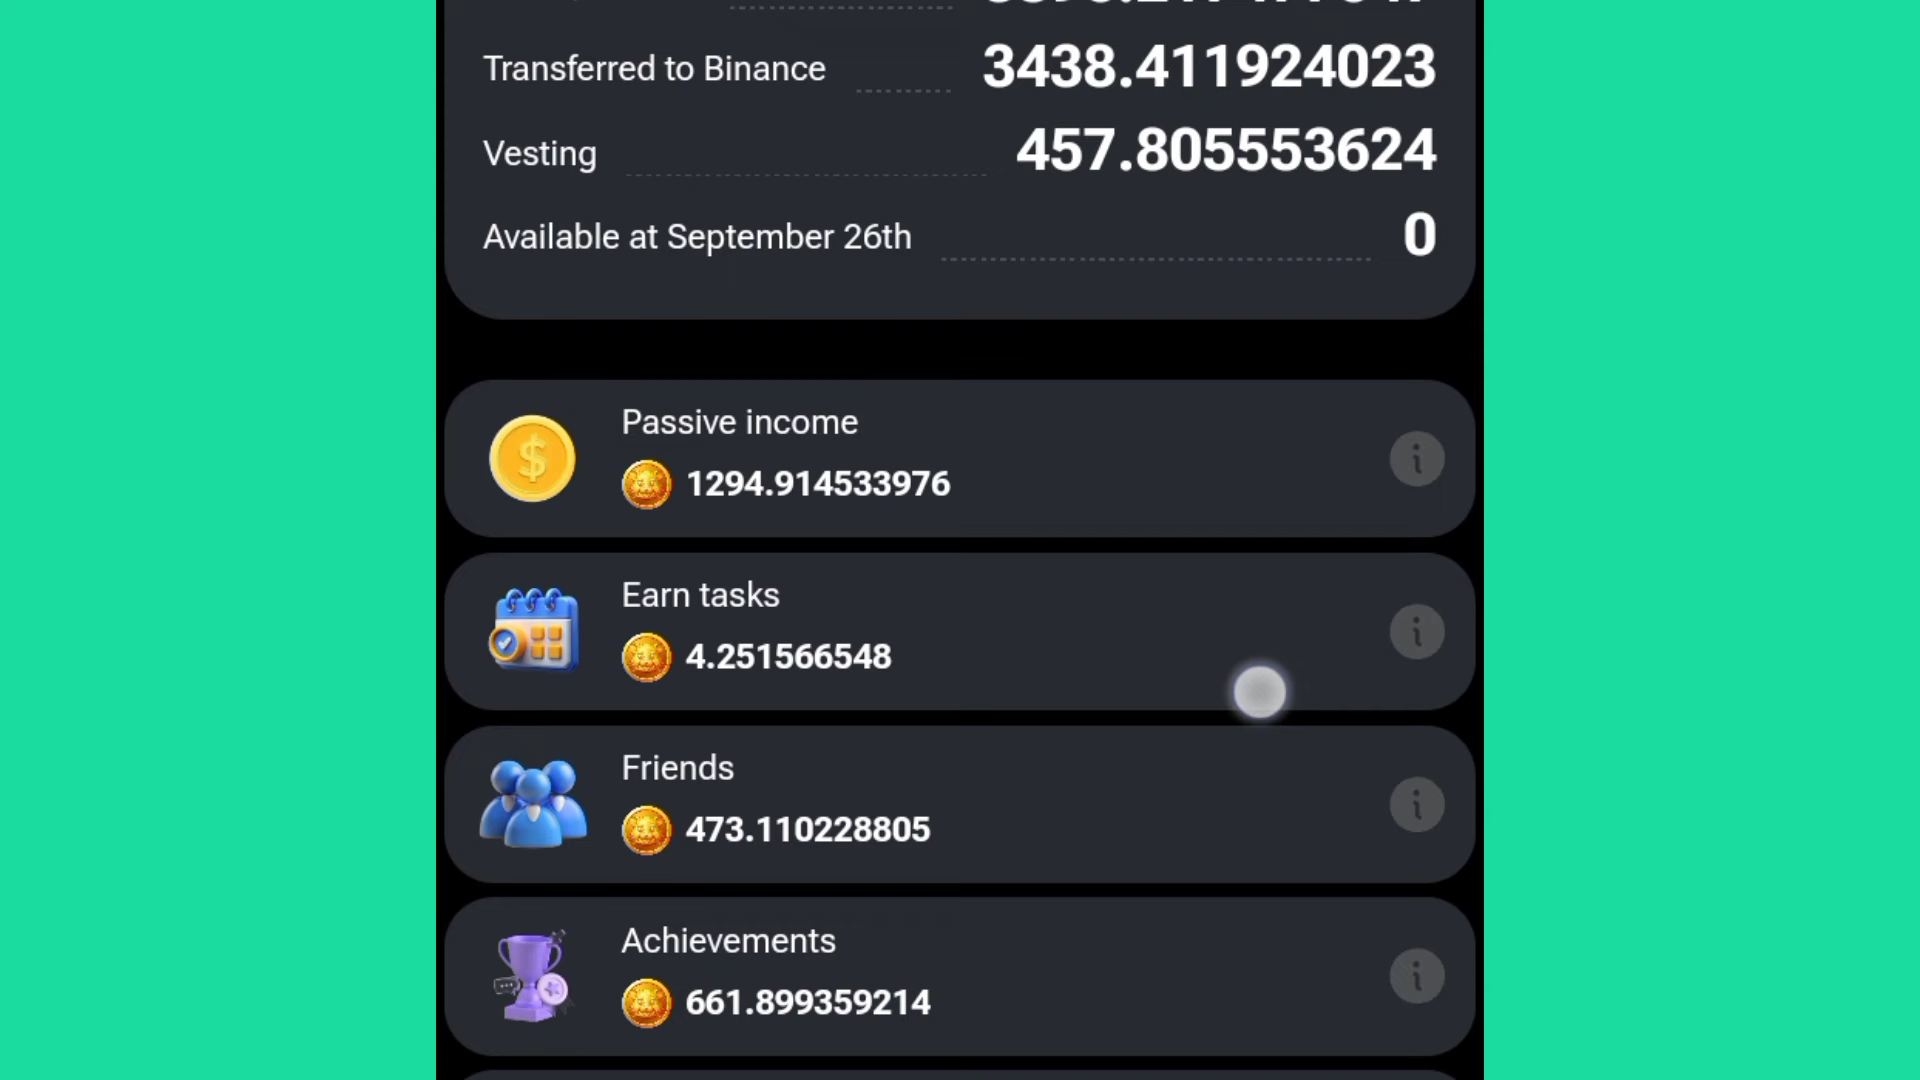 Transferred to Binance 3438.411924023
Vesting 457.805553624
Available at September 26th 0
Passive income
1294.914533976
Earn tasks
4.251566548
Friends
473.110228805
Achievements
661.899359214